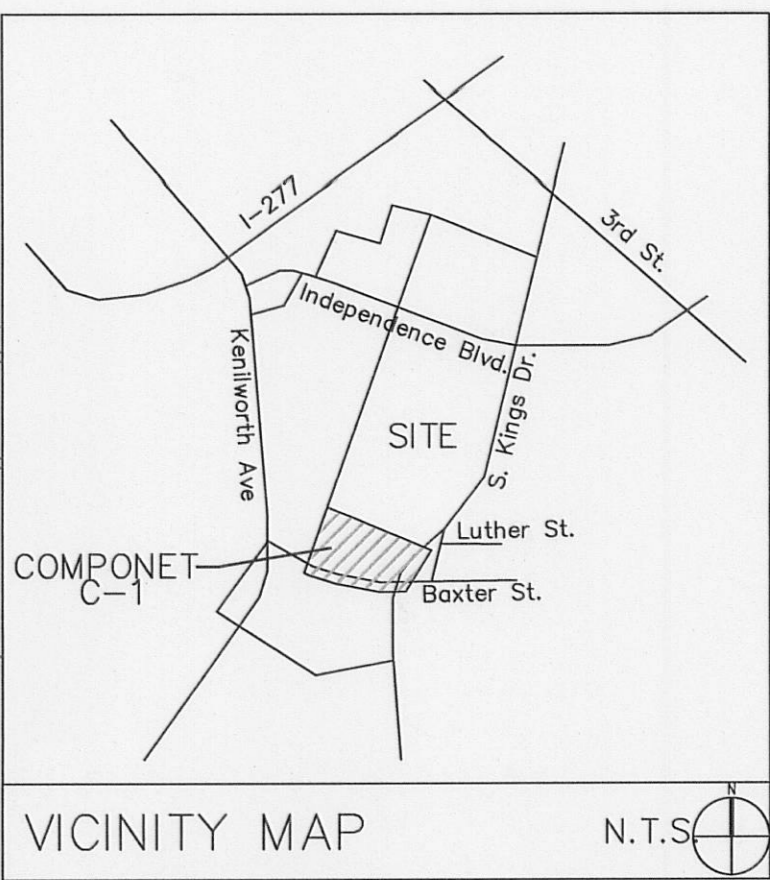 I-277
3rd St.
Independence Blvd.
Kenilworth Ave
S. Kings Dr.
SITE
Luther St.
COMPONET
C-1
Baxter St.
VICINITY MAP
N.T.S.
N